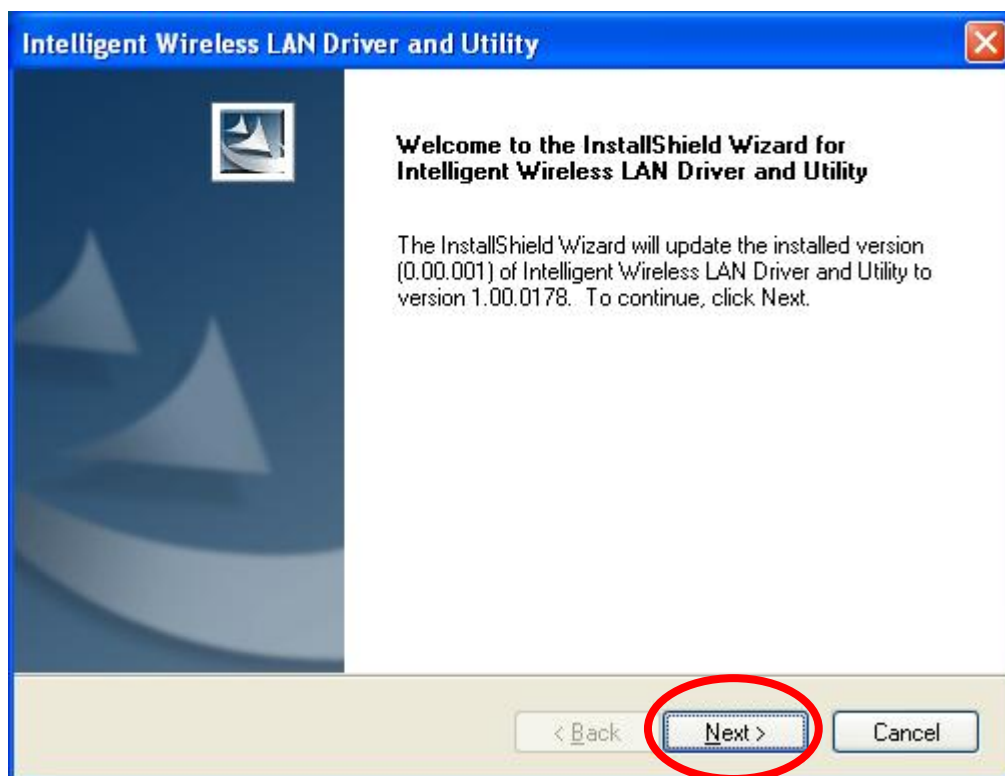 Intelligent Wireless LAN Driver and Utility
Welcome to the InstallShield Wizard for
Intelligent Wireless LAN Driver and Utility
The InstallShield Wizard will update the installed version
(0.00.001) of Intelligent Wireless LAN Driver and Utility to
version 1.00.0178.  To continue, click Next.
< Back Next > Cancel